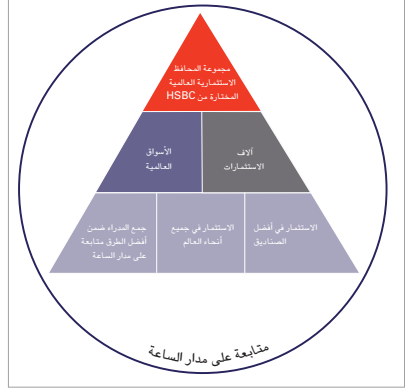 مجموعة المحافظ
الاستثمارية العالمية
المختارة من HSBC
آلاف
الاستثمارات
الأسواق
العالمية
الاستثمار في أفضل
الصناديق
الاستثمار في جميع
أنحاء العالم
جمع المدراء ضمن
أفضل الطرق متابعة
على مدار الساعة
متابعة على مدار الساعة